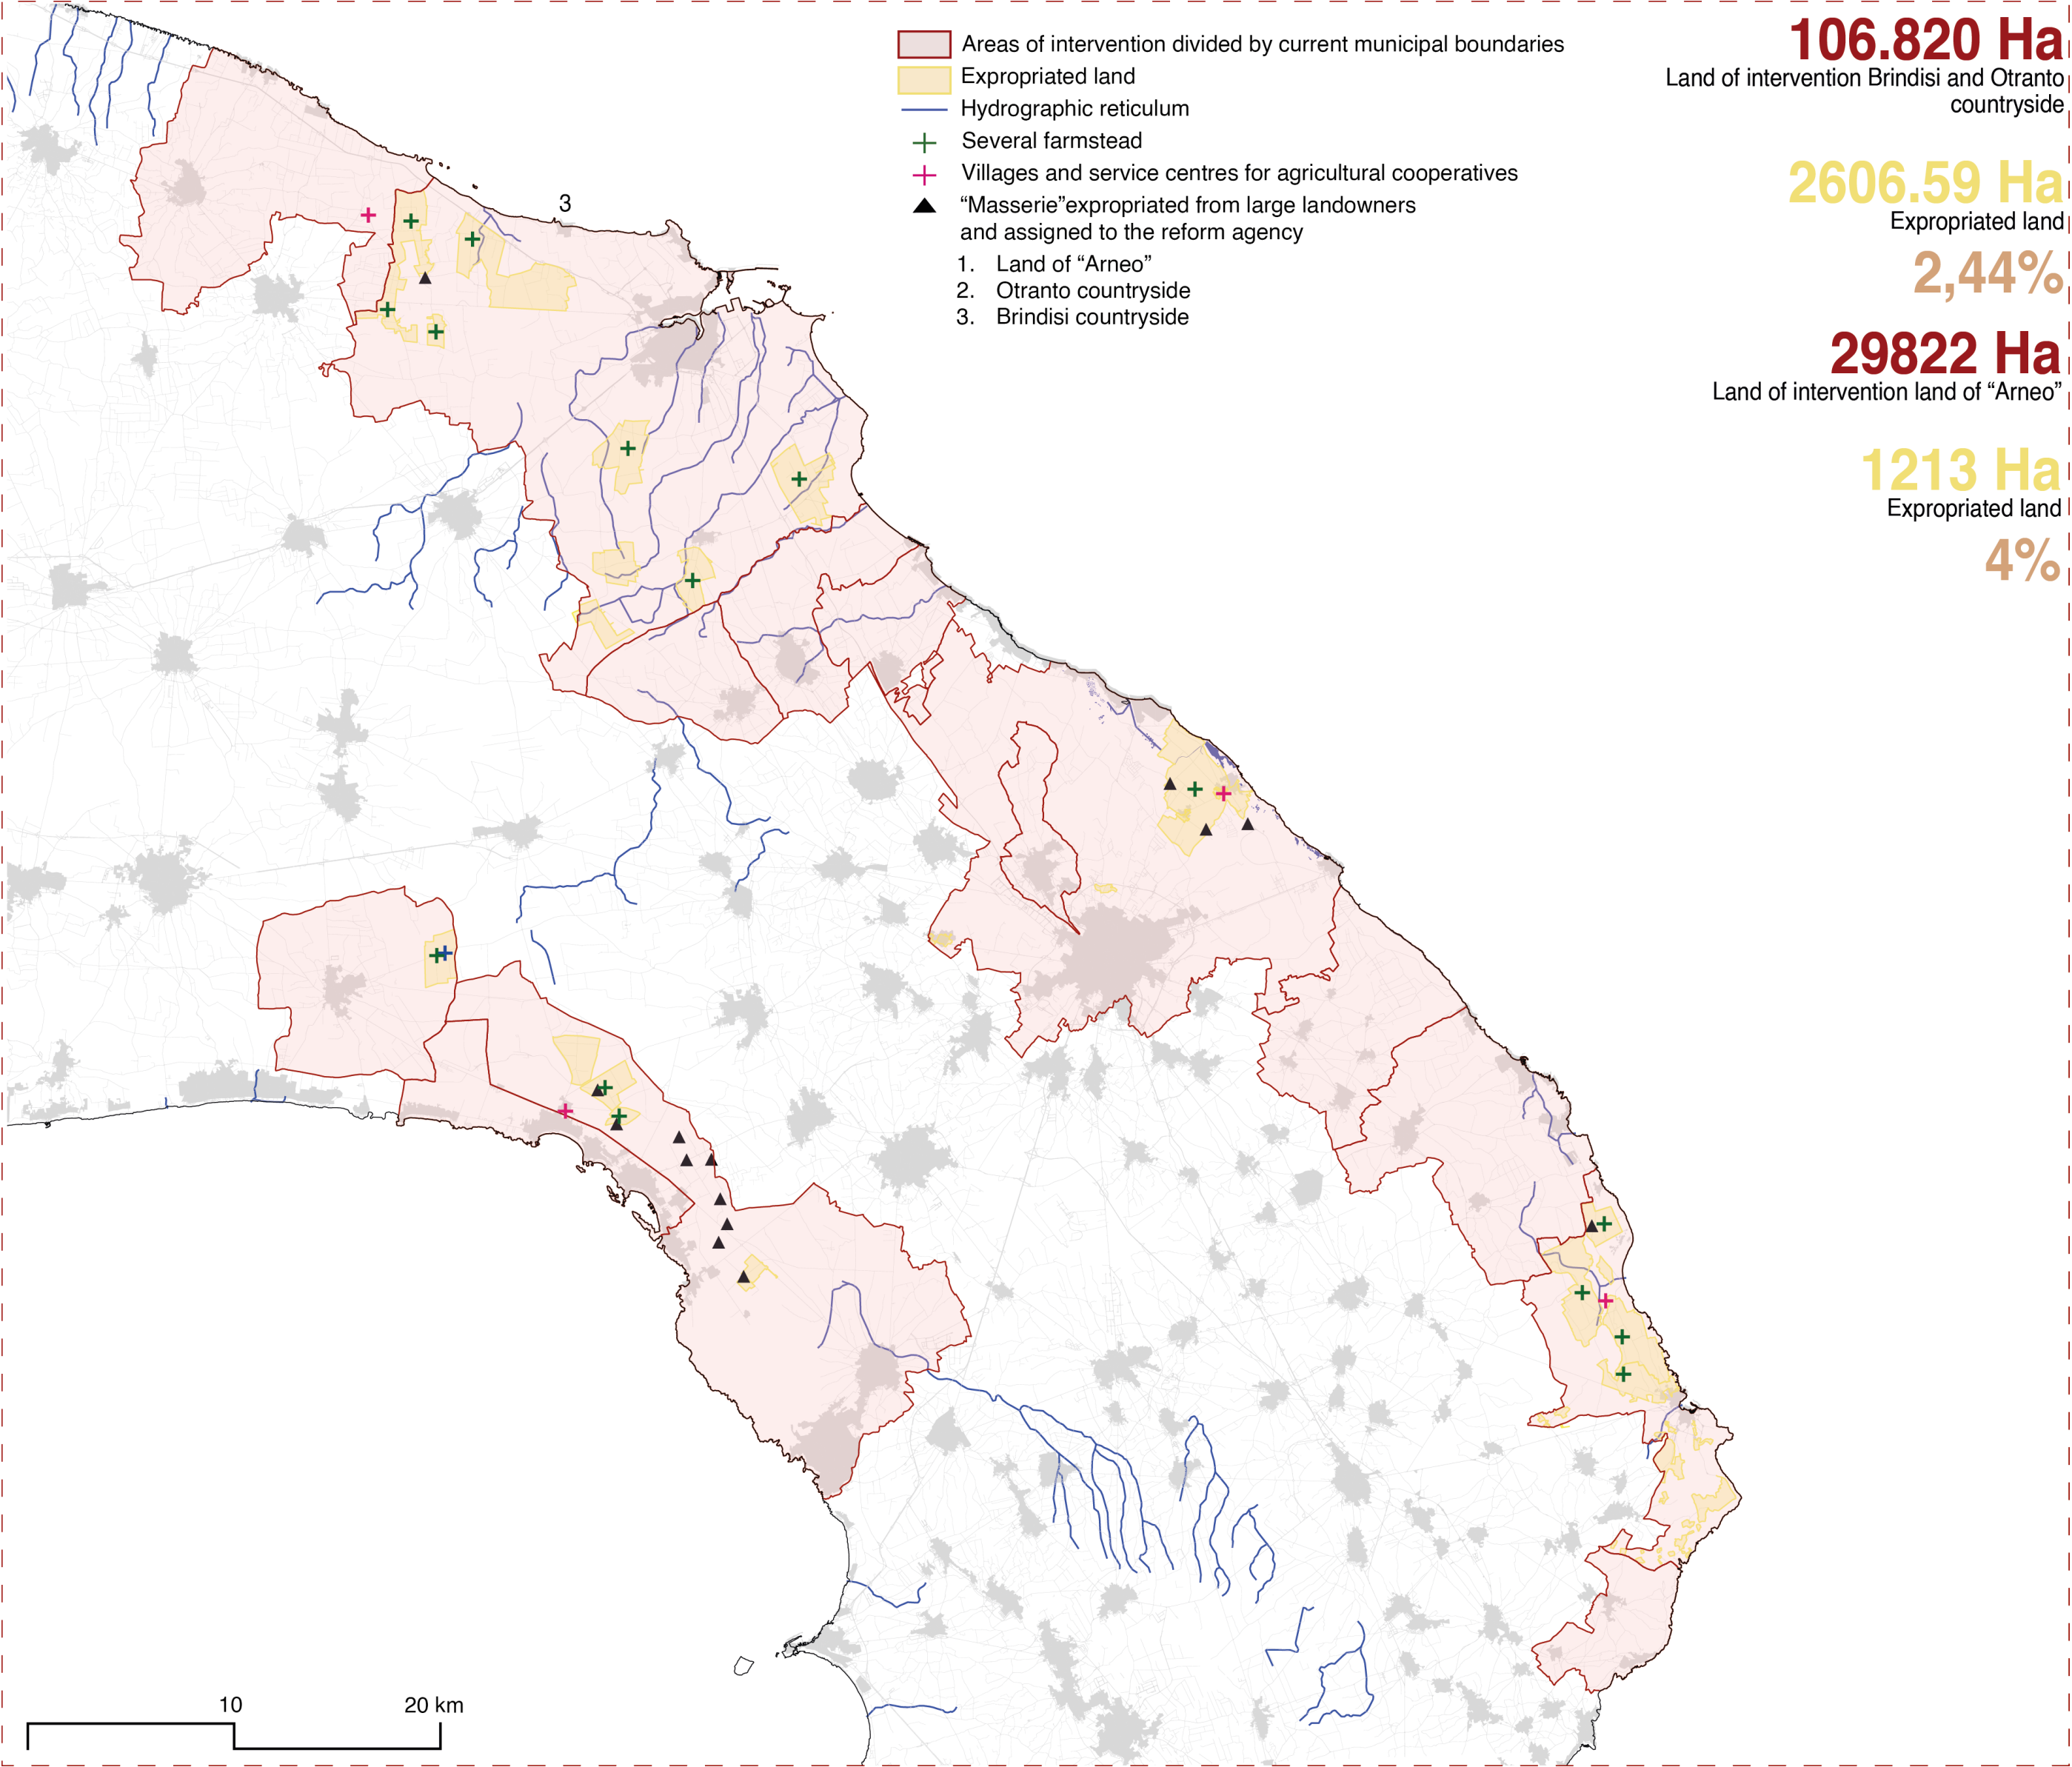 Areas of intervention divided by current municipal boundaries
Expropriated land
Hydrographic reticulum
Several farmstead
Villages and service centres for agricultural cooperatives
“Masserie”expropriated from large landowners
and assigned to the reform agency
1. Land of “Arneo”
2. Otranto countryside
3. Brindisi countryside
106.820 Ha
Land of intervention Brindisi and Otranto
countryside
2606.59 Ha
Expropriated land
2,44%
29822 Ha
Land of intervention land of “Arneo”
1213 Ha
Expropriated land
4%
3
10 20 km